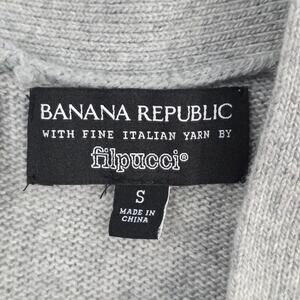 BANANA REPUBLIC
WITH FINE ITALIAN YARN BY
filpucci®
S
MADE IN
CHINA